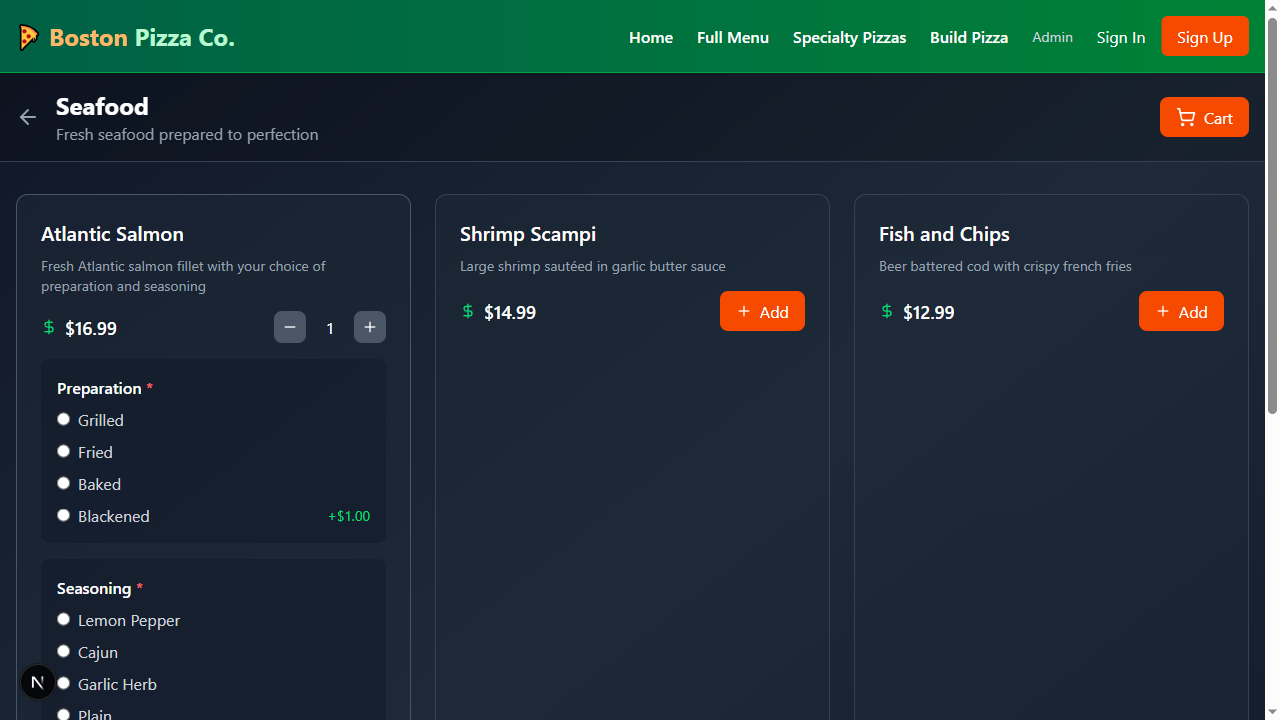 Boston Pizza Co.
Home
Full Menu
Specialty Pizzas
Build Pizza
Admin
Sign In
Sign Up
Seafood
Fresh seafood prepared to perfection
Cart
Atlantic Salmon
Fresh Atlantic salmon fillet with your choice of
preparation and seasoning
$ $16.99
1
Preparation *
Grilled
Fried
Baked
Blackened +$1.00
Seasoning *
Lemon Pepper
Cajun
Garlic Herb
Plain
Shrimp Scampi
Large shrimp sautéed in garlic butter sauce
$ $14.99
+ Add
Fish and Chips
Beer battered cod with crispy french fries
$ $12.99
+ Add
N